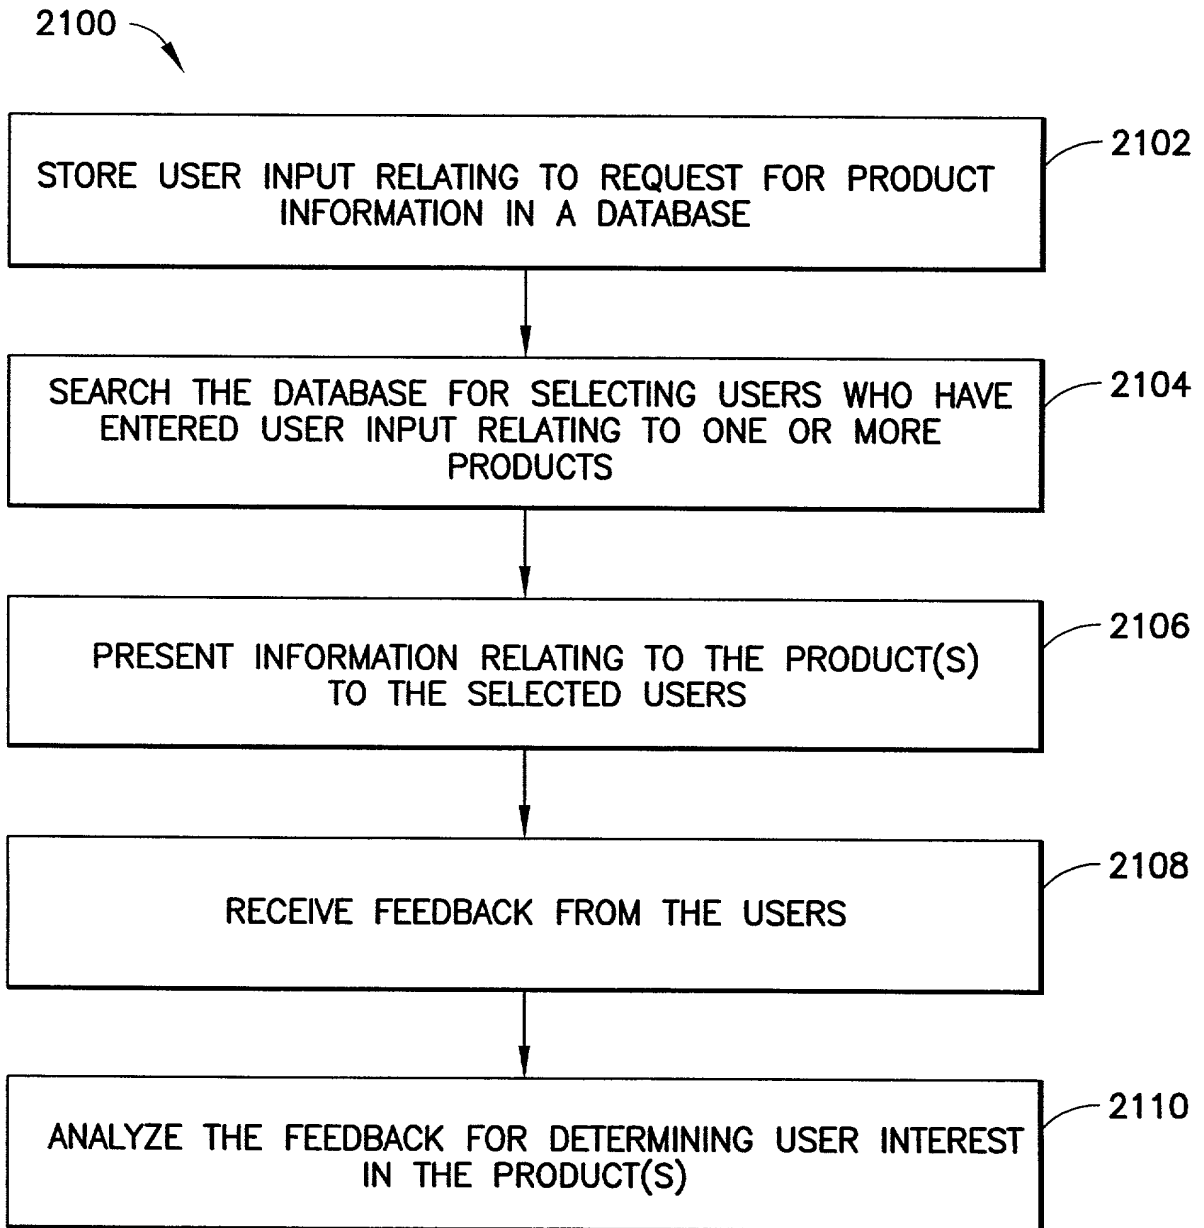 2100
STORE USER INPUT RELATING TO REQUEST FOR PRODUCT
INFORMATION IN A DATABASE
2102
SEARCH THE DATABASE FOR SELECTING USERS WHO HAVE
ENTERED USER INPUT RELATING TO ONE OR MORE
PRODUCTS
2104
PRESENT INFORMATION RELATING TO THE PRODUCT(S)
TO THE SELECTED USERS
2106
RECEIVE FEEDBACK FROM THE USERS
2108
ANALYZE THE FEEDBACK FOR DETERMINING USER INTEREST
IN THE PRODUCT(S)
2110